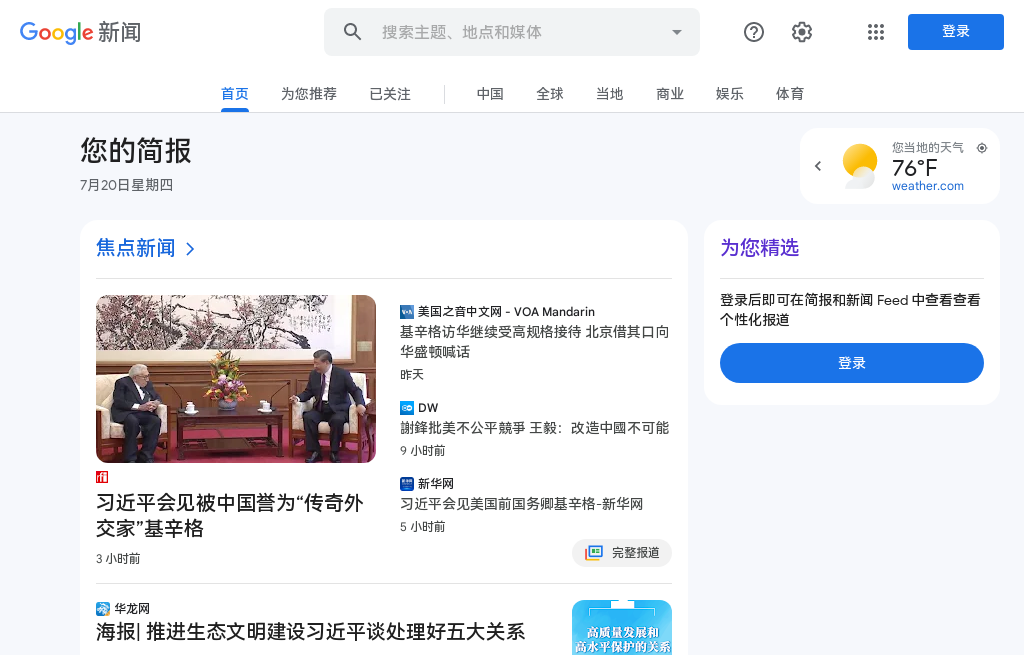 Google 新闻
搜索主题、地点和媒体
登录
首页
为您推荐
已关注
中国
全球
当地
商业
娱乐
体育
您的简报
7月20日星期四
您当地的天气
76°F
weather.com
焦点新闻
习近平会见被中国誉为“传奇外
交家”基辛格
3 小时前
美国之音中文网 - VOA Mandarin
基辛格访华继续受高规格接待 北京借其口向
华盛顿喊话
昨天
DW
謝鋒批美不公平競爭 王毅：改造中國不可能
9 小时前
新华网
习近平会见美国前国务卿基辛格-新华网
5 小时前
完整报道
华龙网
海报| 推进生态文明建设习近平谈处理好五大关系
高质量发展和
高水平保护的关系
为您精选
登录后即可在简报和新闻 Feed 中查看查看
个性化报道
登录